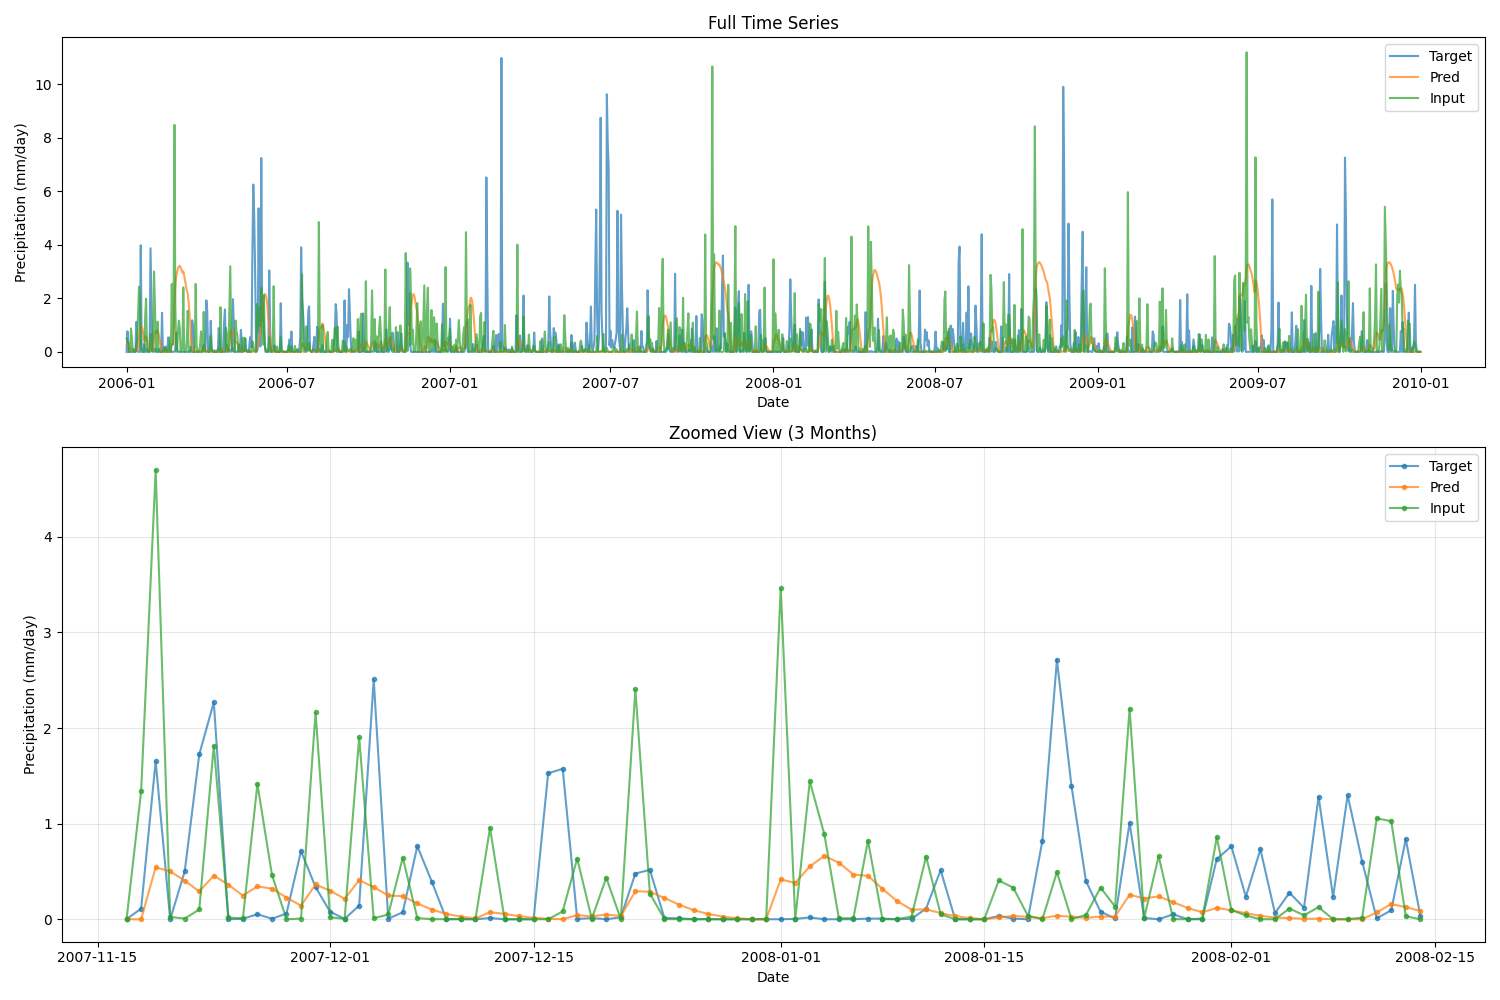 Full Time Series
Precipitation (mm/day)
10
8
6
4
2
0
Target
Pred
Input
2006-01 2006-07 2007-01 2007-07 2008-01 2008-07 2009-01 2009-07 2010-01
Date
Zoomed View (3 Months)
Precipitation (mm/day)
4
3
2
1
0
Target
Pred
Input
2007-11-15 2007-12-01 2007-12-15 2008-01-01 2008-01-15 2008-02-01 2008-02-15
Date